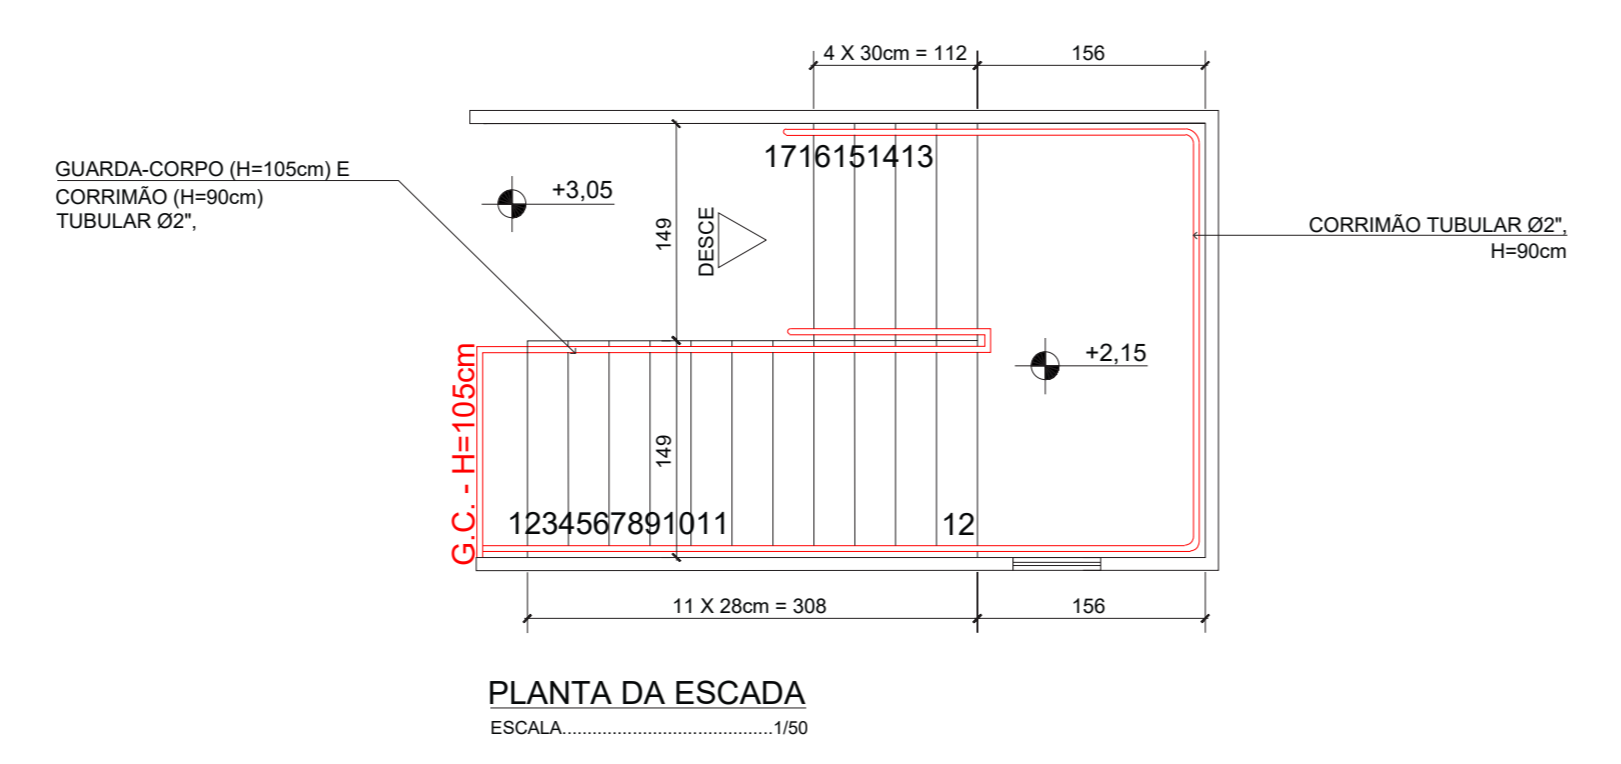 4 X 30cm = 112
156
1716151413
GUARDA-CORPO (H=105cm) E
CORRIMÃO (H=90cm)
TUBULAR Ø2",
+3,05
149
DESCE
CORRIMÃO TUBULAR Ø2",
H=90cm
+2,15
G.C. - H=105cm
149
1234567891011
12
11 X 28cm = 308
156
PLANTA DA ESCADA
ESCALA..........................................1/50